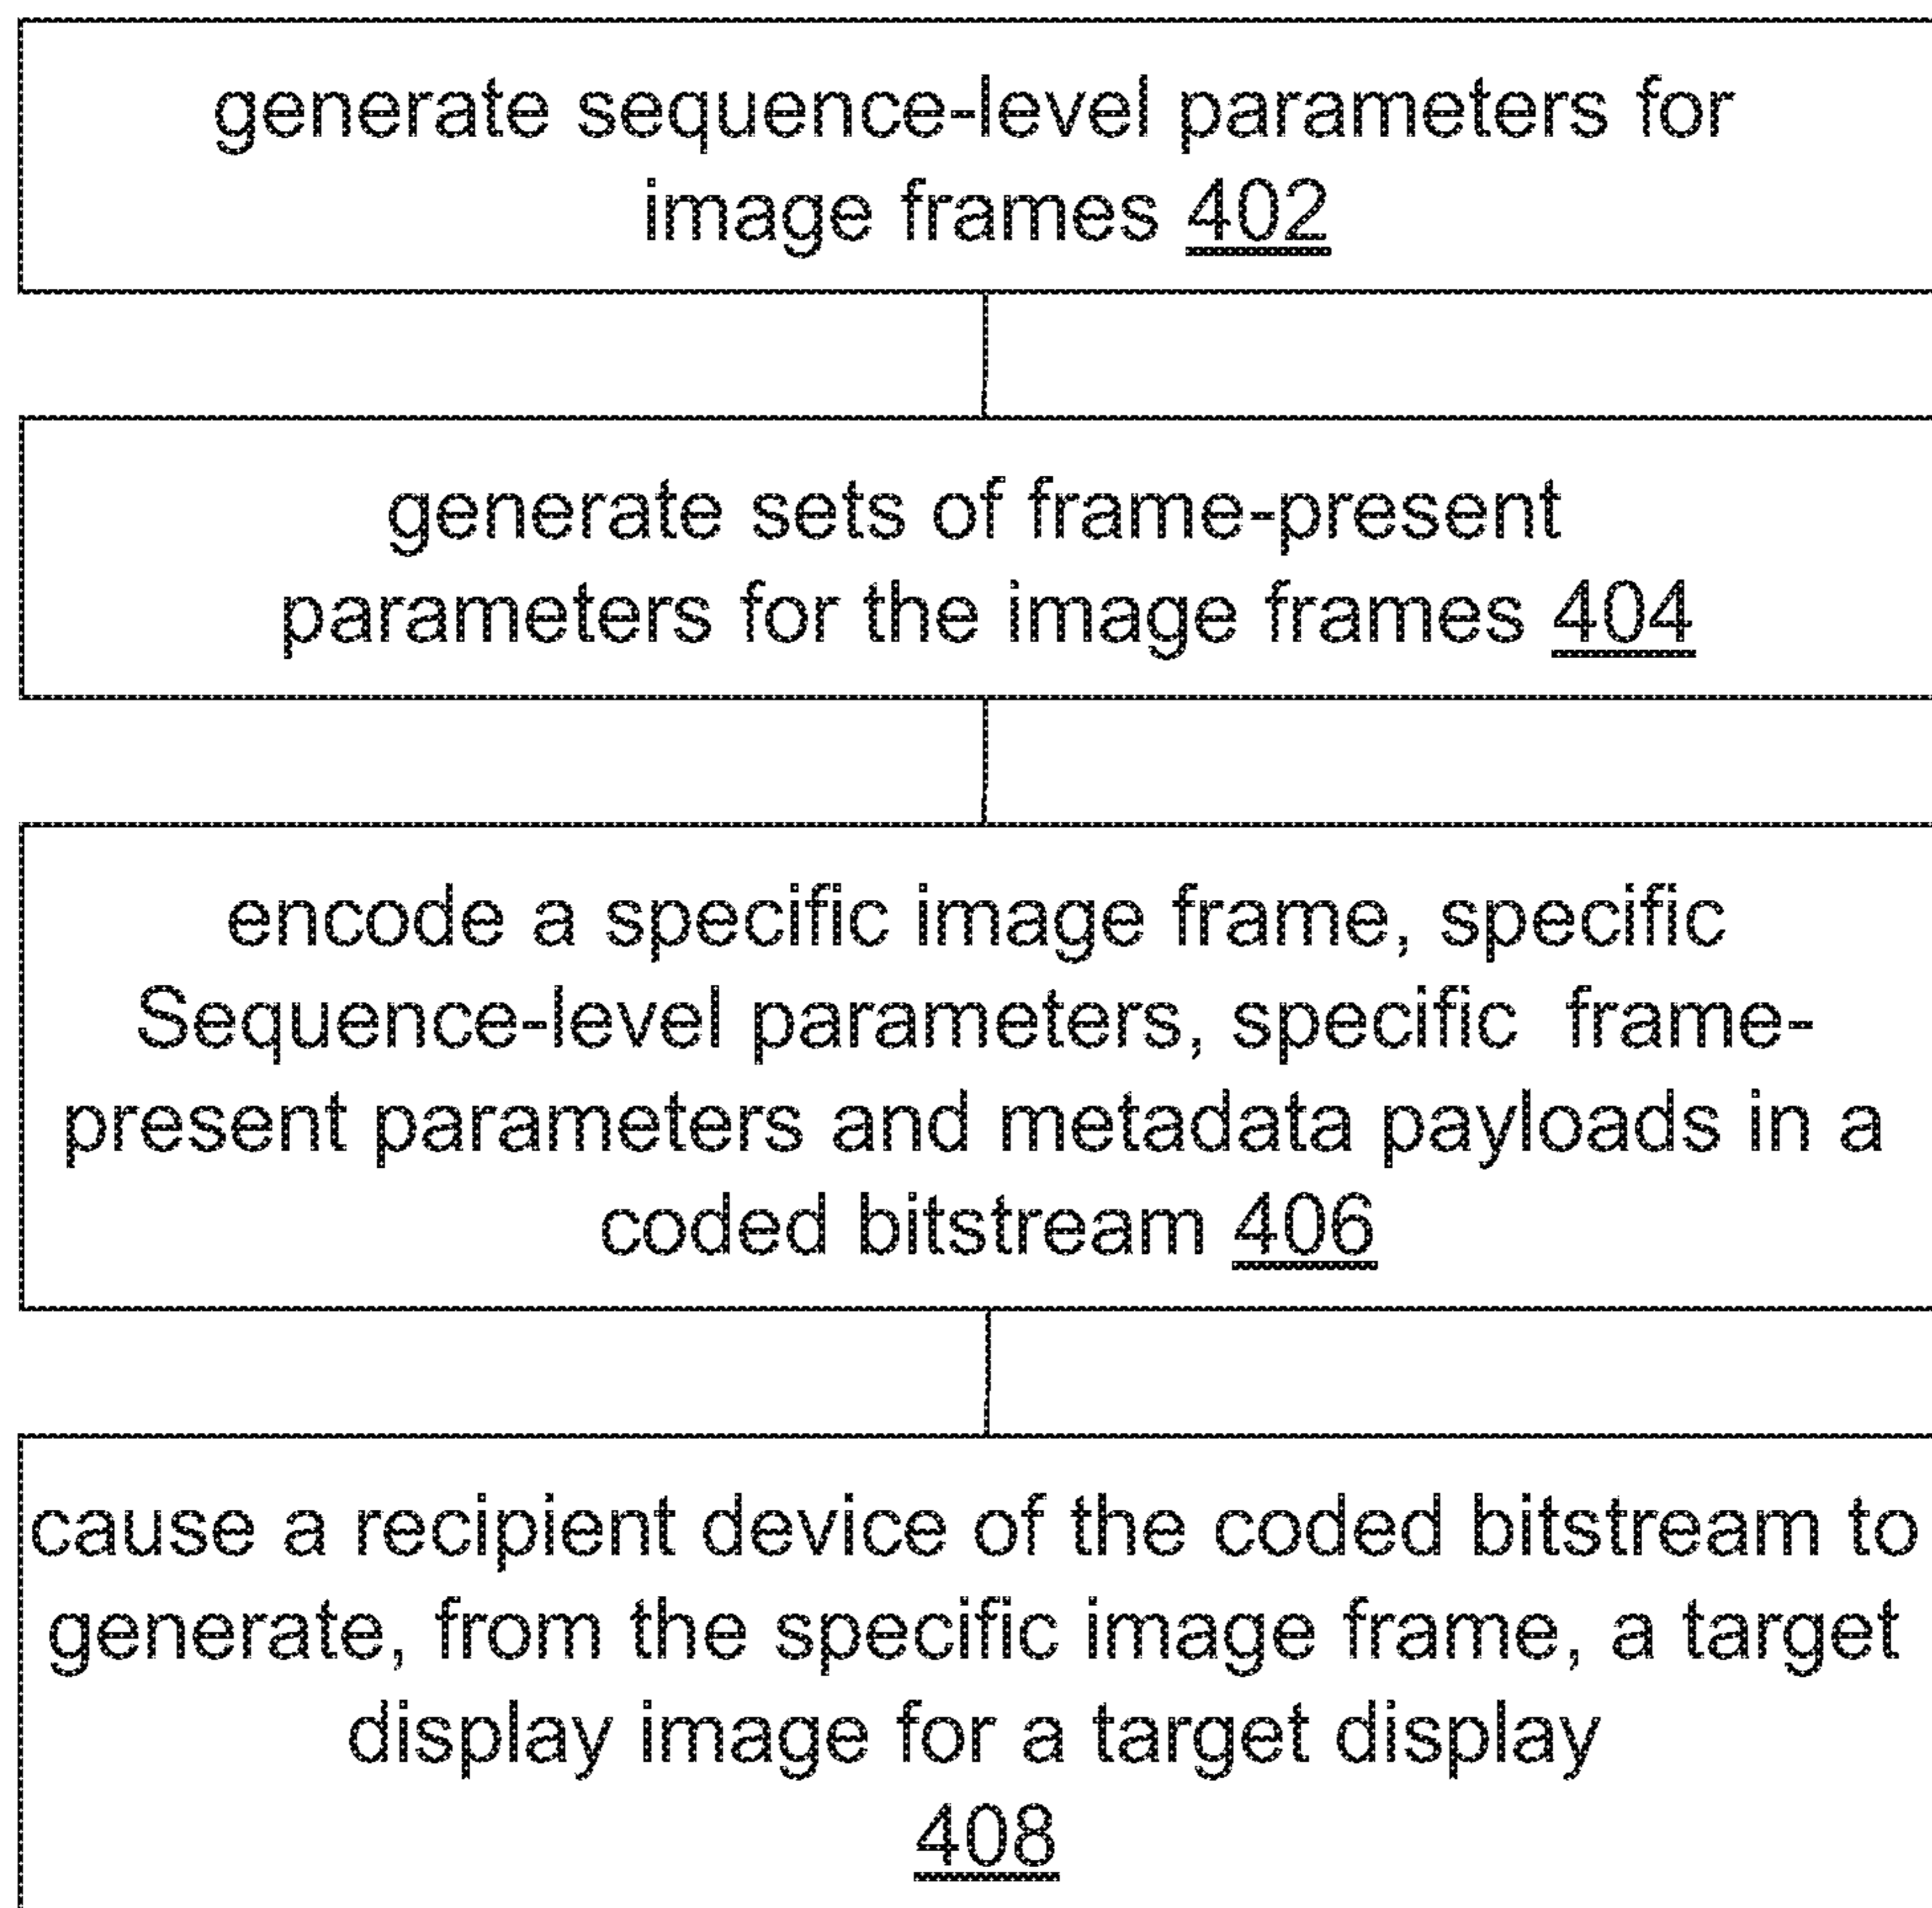 generate sequence-level parameters for
image frames 402
generate sets of frame-present
parameters for the image frames 404
encode a specific image frame, specific
Sequence-level parameters, specific frame-
present parameters and metadata payloads in a
coded bitstream 406
cause a recipient device of the coded bitstream to
generate, from the specific image frame, a target
display image for a target display
408